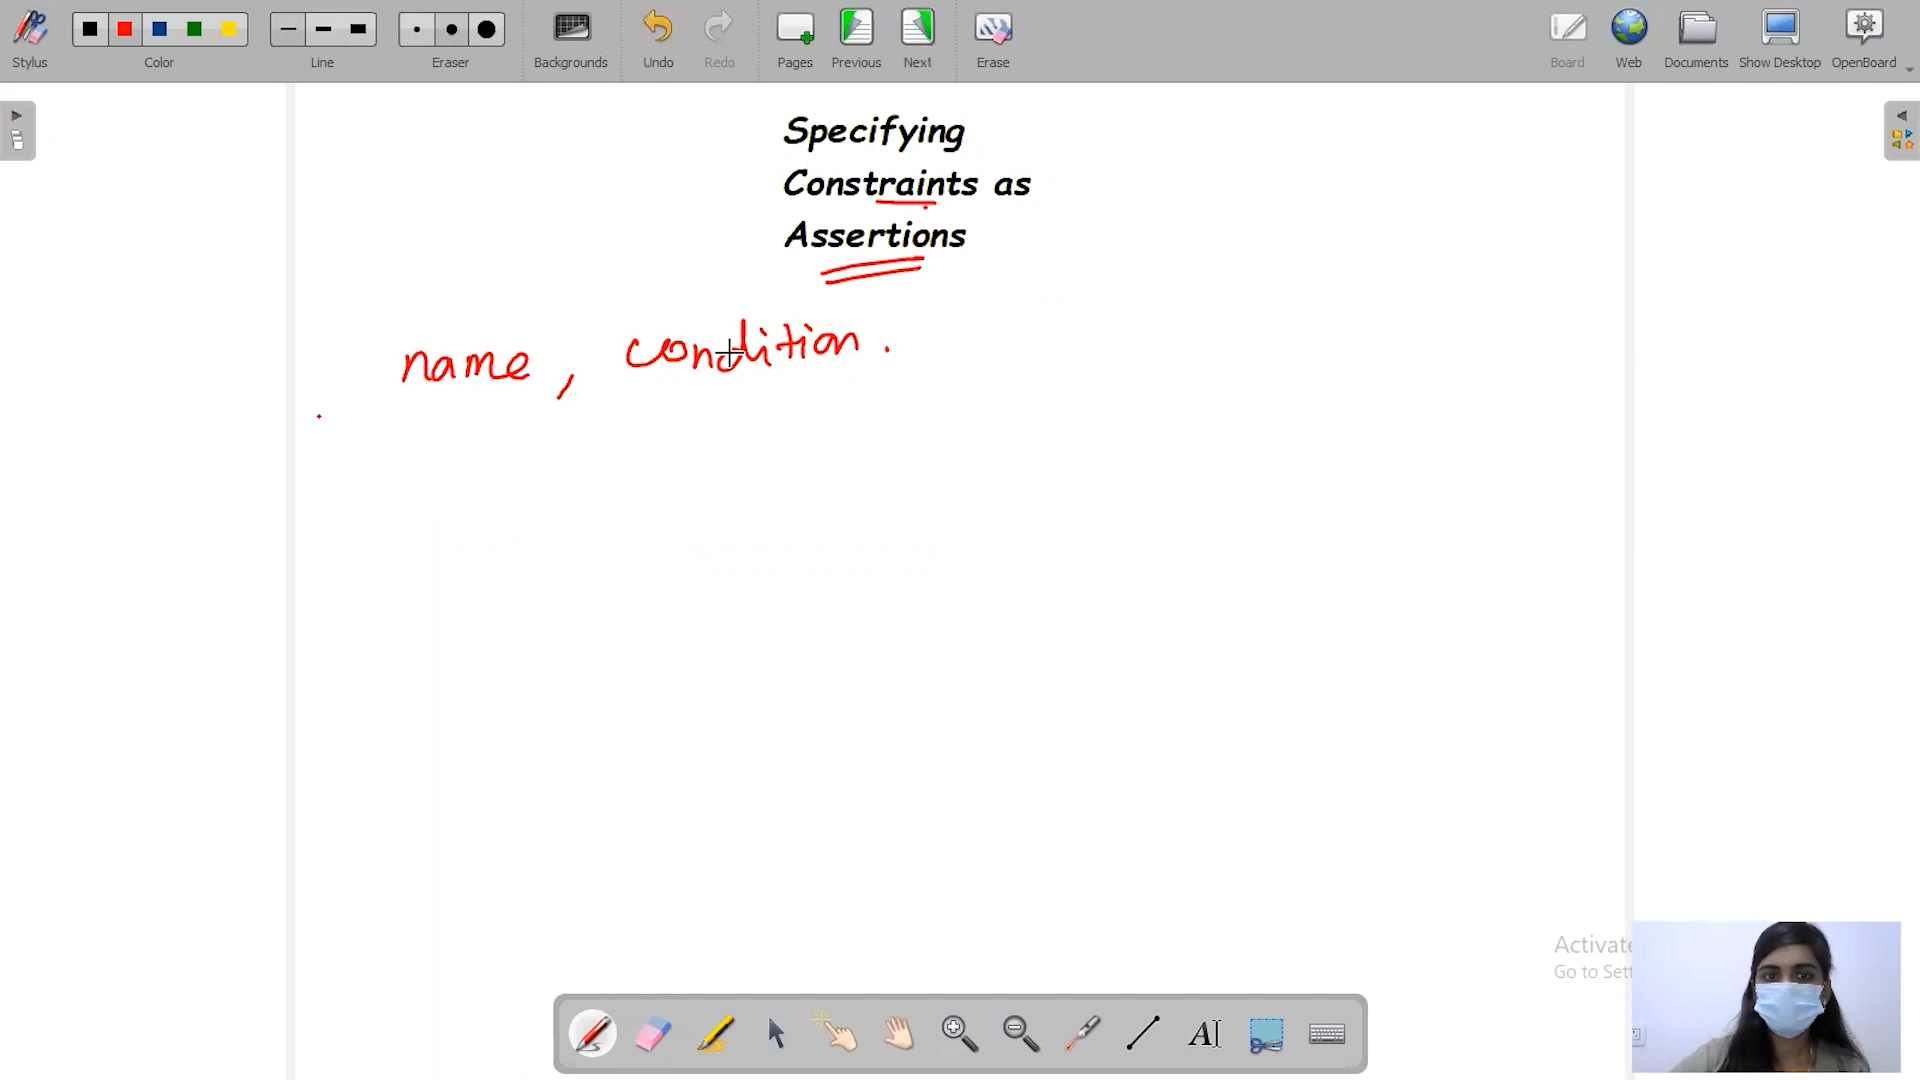 Stylus Color Line Eraser Backgrounds Undo Redo Pages Previous Next Erase Board Web Documents Show Desktop OpenBoard
Specifying
Constraints as
Assertions
name, condition.
Activate
Go to Sett